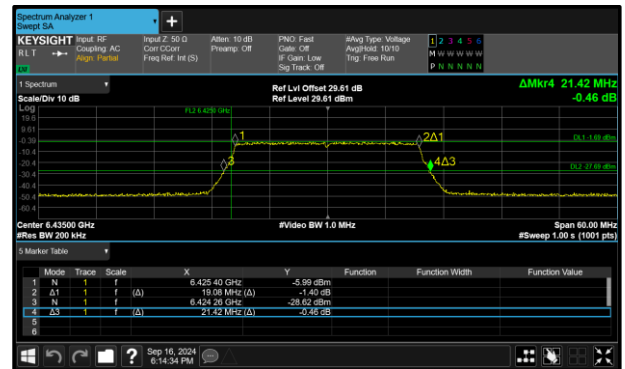 Spectrum Analyzer 1
Swept SA
+
KEYSIGHT Input: RF Input Z: 50 Ω Atten: 10 dB PNO: Fast #Avg Type: Voltage 1 2 3 4 5 6
RLT Coupling: AC Corr CCorr Preamp: Off Gate: Off Avg|Hold: 10/10 M W W W W W
Align: Partial Freq Ref: Int (S) IF Gain: Low Trig: Free Run
Sig Track: Off P N N N N N
1 Spectrum Ref Lvl Offset 29.61 dB ΔMkr4 21.42 MHz
Scale/Div 10 dB Ref Level 29.61 dBm -0.46 dB
Log
19.6 FL2 6.4250 GHz
9.61
-0.39 1 2Δ1 DL1 -1.60 dBm
-10.4
-20.4 3 4Δ3 DL2 -27.60 dBm
-30.4
-40.4
-50.4
-60.4
Center 6.43500 GHz #Video BW 1.0 MHz Span 60.00 MHz
#Res BW 200 kHz #Sweep 1.00 s (1001 pts)
5 Marker Table
Mode Trace Scale X Y Function Function Width Function Value
1 N 1 f 6.425 40 GHz -5.99 dBm
2 Δ1 1 f (Δ) 19.08 MHz (Δ) -1.40 dB
3 N 1 f 6.424 26 GHz -28.62 dBm
4 Δ3 1 f (Δ) 21.42 MHz (Δ) -0.46 dB
5
6
? Sep 16, 2024
6:14:34 PM